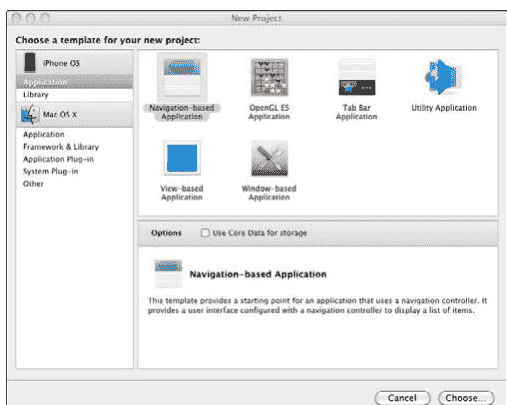 New Project
Choose a template for your new project:
iPhone OS
Application
Library
Mac OS X
Application
Framework & Library
Application Plug-in
System Plug-in
Other
Navigation-based
Application
OpenGL ES
Application
Tab Bar
Application
Utility Application
View-based
Application
Window-based
Application
Options
Use Core Data for storage
Navigation-based Application
This template provides a starting point for an application that uses a navigation controller. It
provides a user interface configured with a navigation controller to display a list of items.
Cancel
Choose...